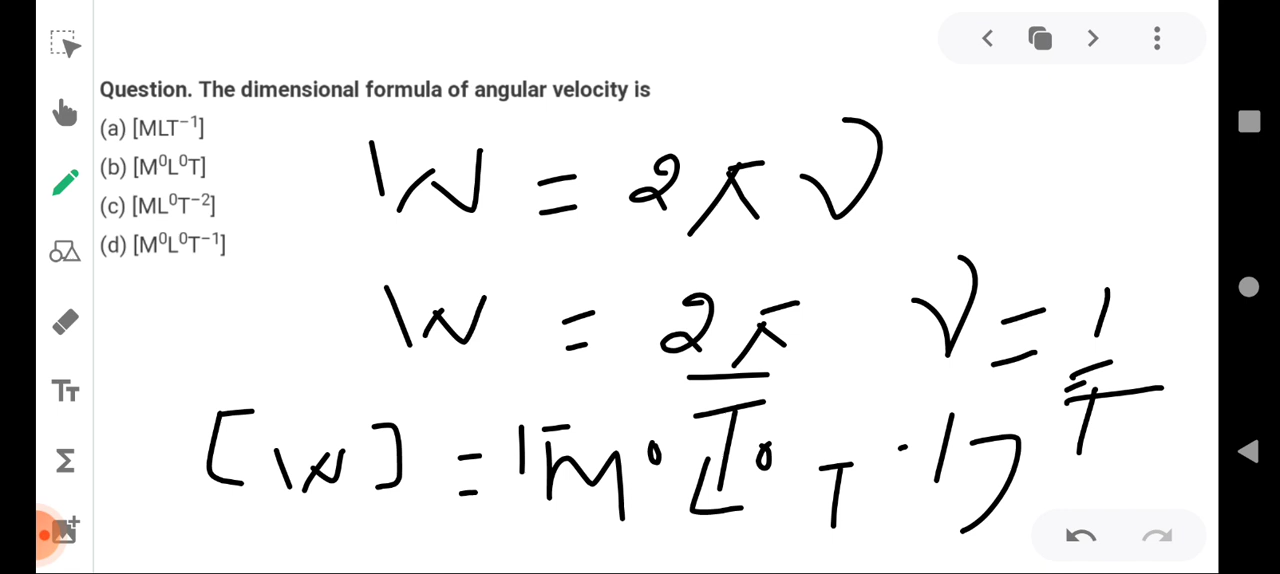 Question. The dimensional formula of angular velocity is
(a) [MLT⁻¹]
(b) [M⁰L⁰T]
(c) [ML⁰T⁻²]
(d) [M⁰L⁰T⁻¹]
W = 2π ν
W = 2π/T ν = 1/T
[W] = [M⁰ L⁰ T⁻¹]
Tт
Σ